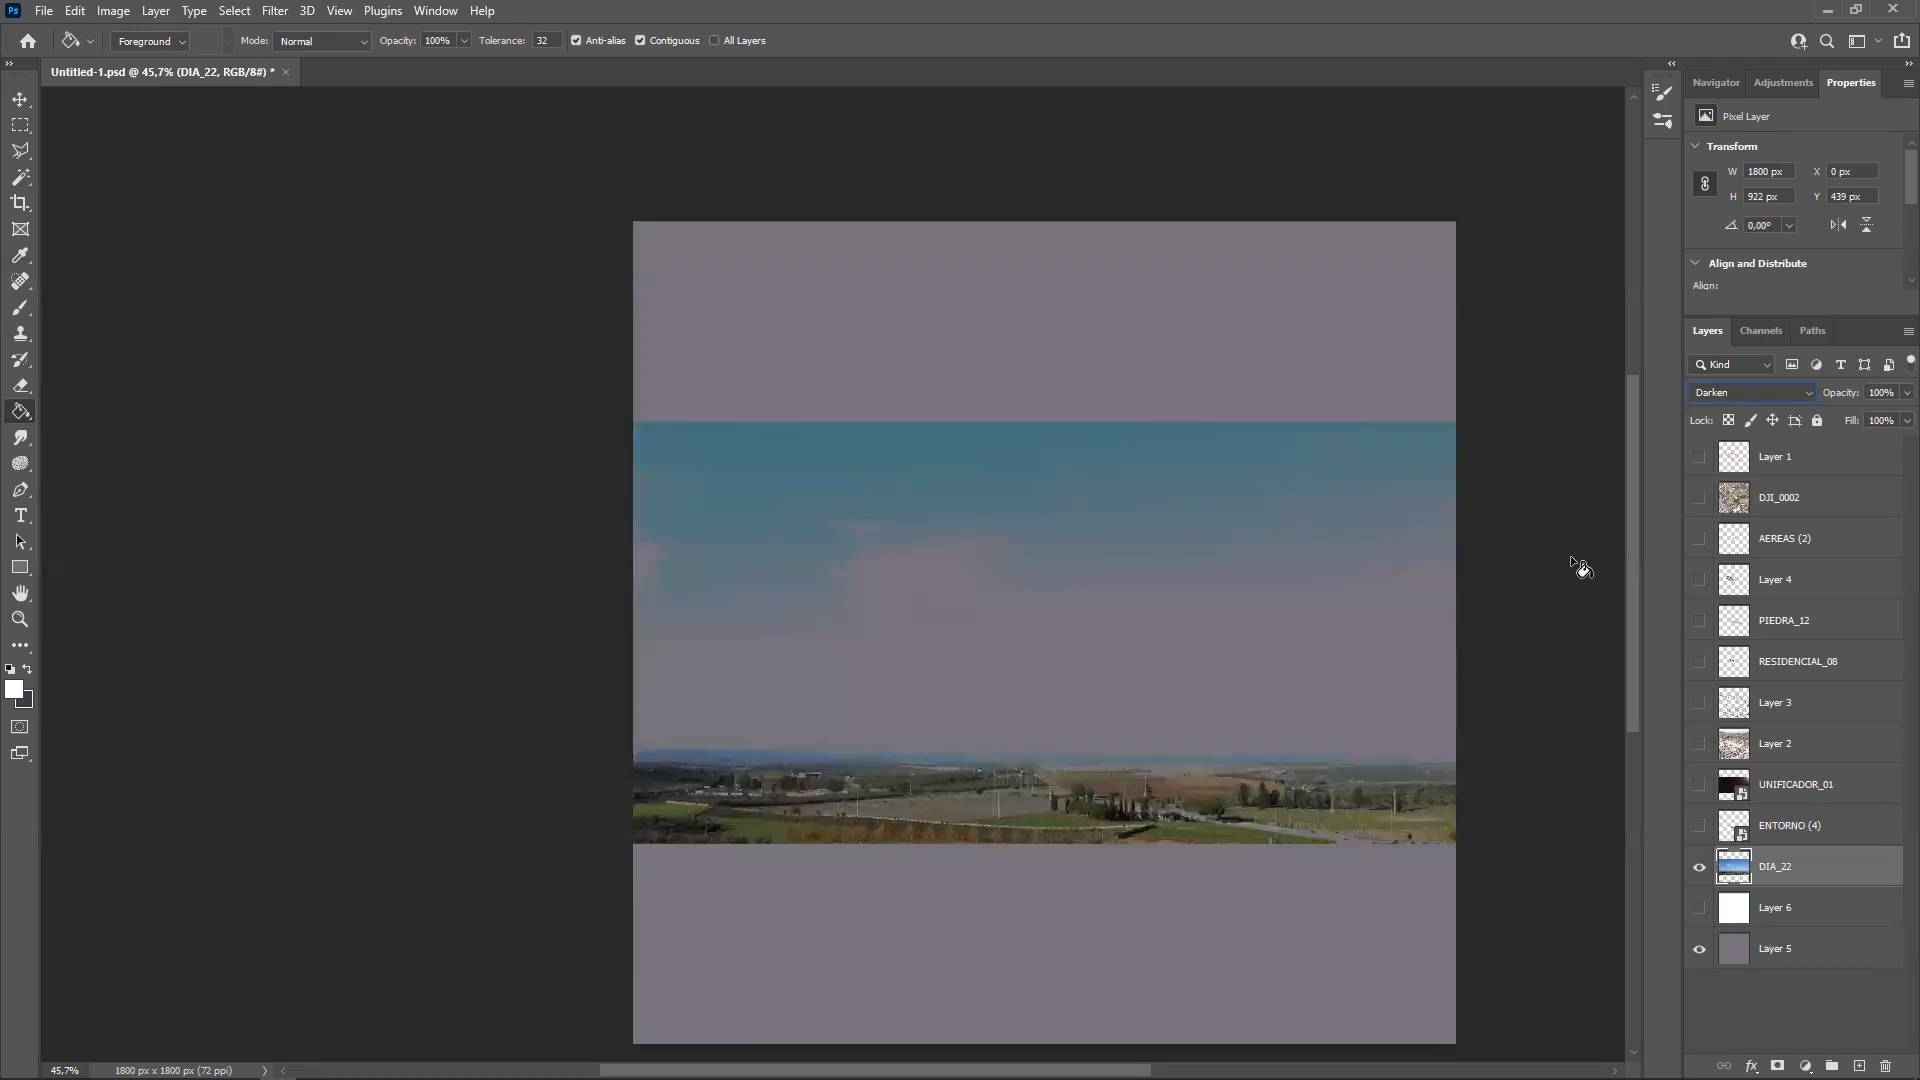 Ps File Edit Image Layer Type Select Filter 3D View Plugins Window Help
Foreground Mode: Normal Opacity: 100% Tolerance: 32 Anti-alias Contiguous All Layers
Untitled-1.psd @ 45,7% (DIA_22, RGB/8#) *
Navigator Adjustments Properties
Pixel Layer
Transform
W 1800 px X 0 px
H 922 px Y 439 px
0,00°
Align and Distribute
Align:
Layers Channels Paths
Kind
Darken Opacity: 100%
Lock: Fill: 100%
Layer 1
DJI_0002
AEREAS (2)
Layer 4
PIEDRA_12
RESIDENCIAL_08
Layer 3
Layer 2
UNIFICADOR_01
ENTORNO (4)
DIA_22
Layer 6
Layer 5
45,7% 1800 px x 1800 px (72 ppi)